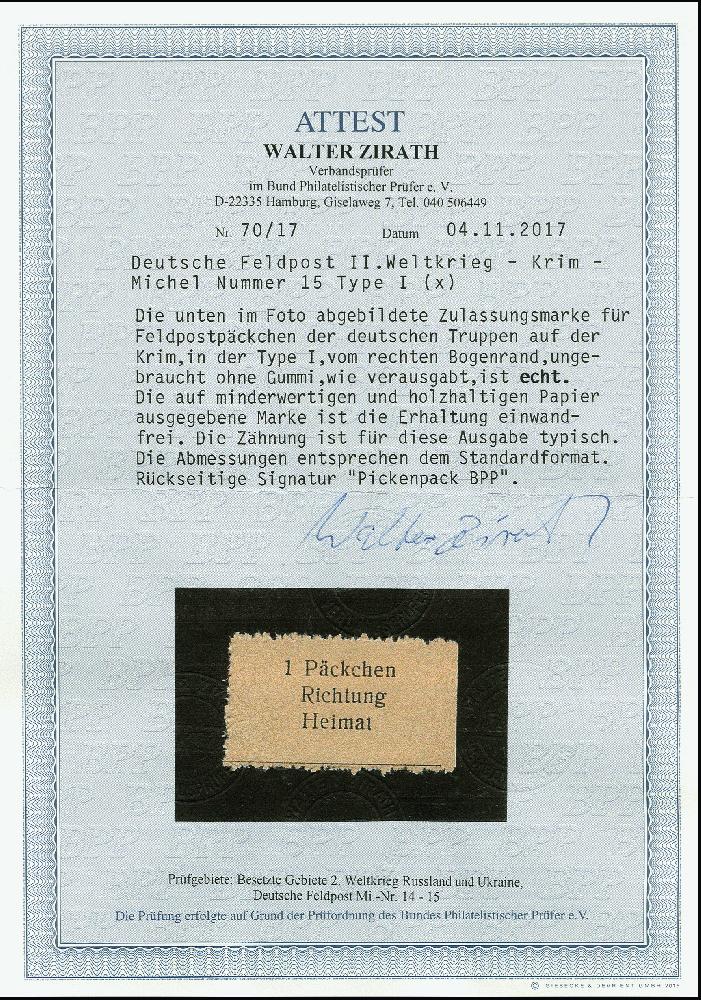 ATTEST
WALTER ZIRATH
Verbandsprüfer
im Bund Philatelistischer Prüfer e. V.
D-22335 Hamburg, Giselaweg 7, Tel. 040 506449
Nr. 70/17 Datum 04.11.2017
Deutsche Feldpost II.Weltkrieg - Krim -
Michel Nummer 15 Type I (x)
Die unten im Foto abgebildete Zulassungsmarke für
Feldpostpäckchen der deutschen Truppen auf der
Krim,in der Type I,vom rechten Bogenrand,unge-
braucht ohne Gummi,wie verausgabt,ist echt.
Die auf minderwertigen und holzhaltigen Papier
ausgegebene Marke ist die Erhaltung einwand-
frei. Die Zähnung ist für diese Ausgabe typisch.
Die Abmessungen entsprechen dem Standardformat.
Rückseitige Signatur "Pickenpack BPP".
Walter Zirath
1 Päckchen
Richtung
Heimat
Prüfgebiete: Besetzte Gebiete 2. Weltkrieg Russland und Ukraine,
Deutsche Feldpost Mi.-Nr. 14 - 15
Die Prüfung erfolgte auf Grund der Prüfordnung des Bundes Philatelistischer Prüfer e.V.
© GIESECKE & DEVRIENT GMBH